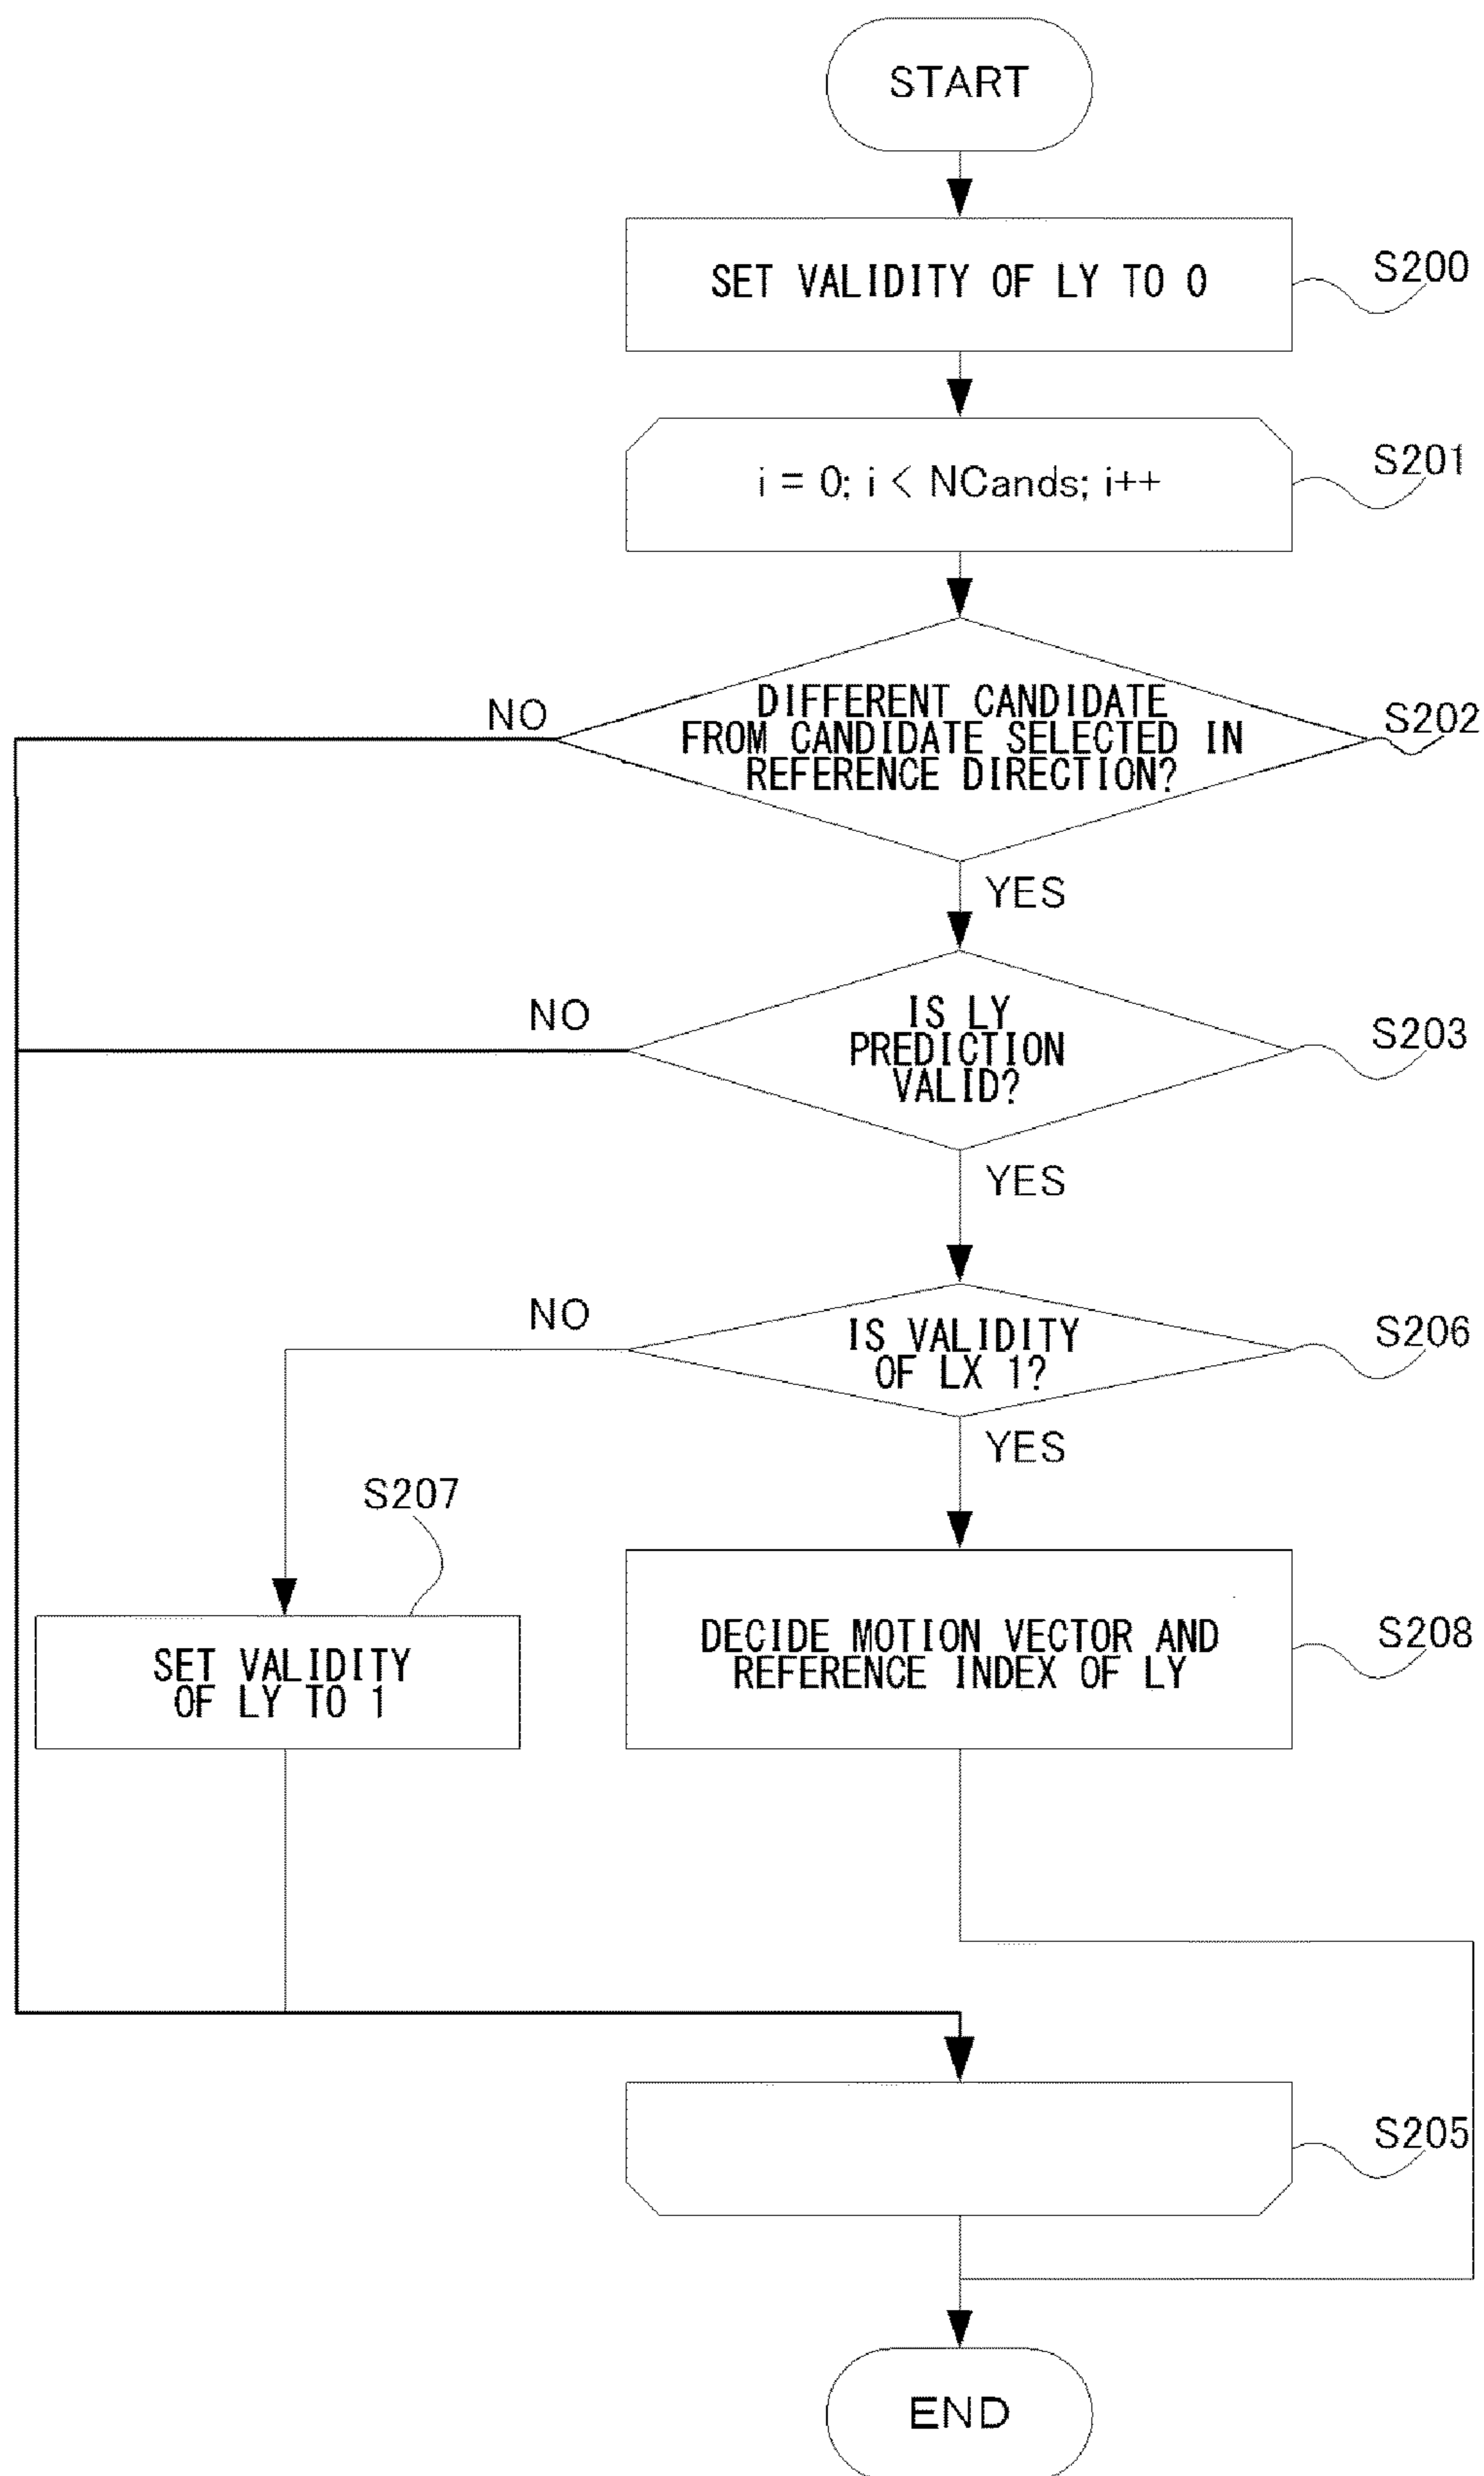 START
SET VALIDITY OF LY TO 0
S200
i = 0; i < NCands; i++
S201
NO
DIFFERENT CANDIDATE
FROM CANDIDATE SELECTED IN
REFERENCE DIRECTION?
S202
YES
NO
IS LY
PREDICTION
VALID?
S203
YES
NO
IS VALIDITY
OF LX 1?
S206
YES
S207
SET VALIDITY
OF LY TO 1
DECIDE MOTION VECTOR AND
REFERENCE INDEX OF LY
S208
S205
END